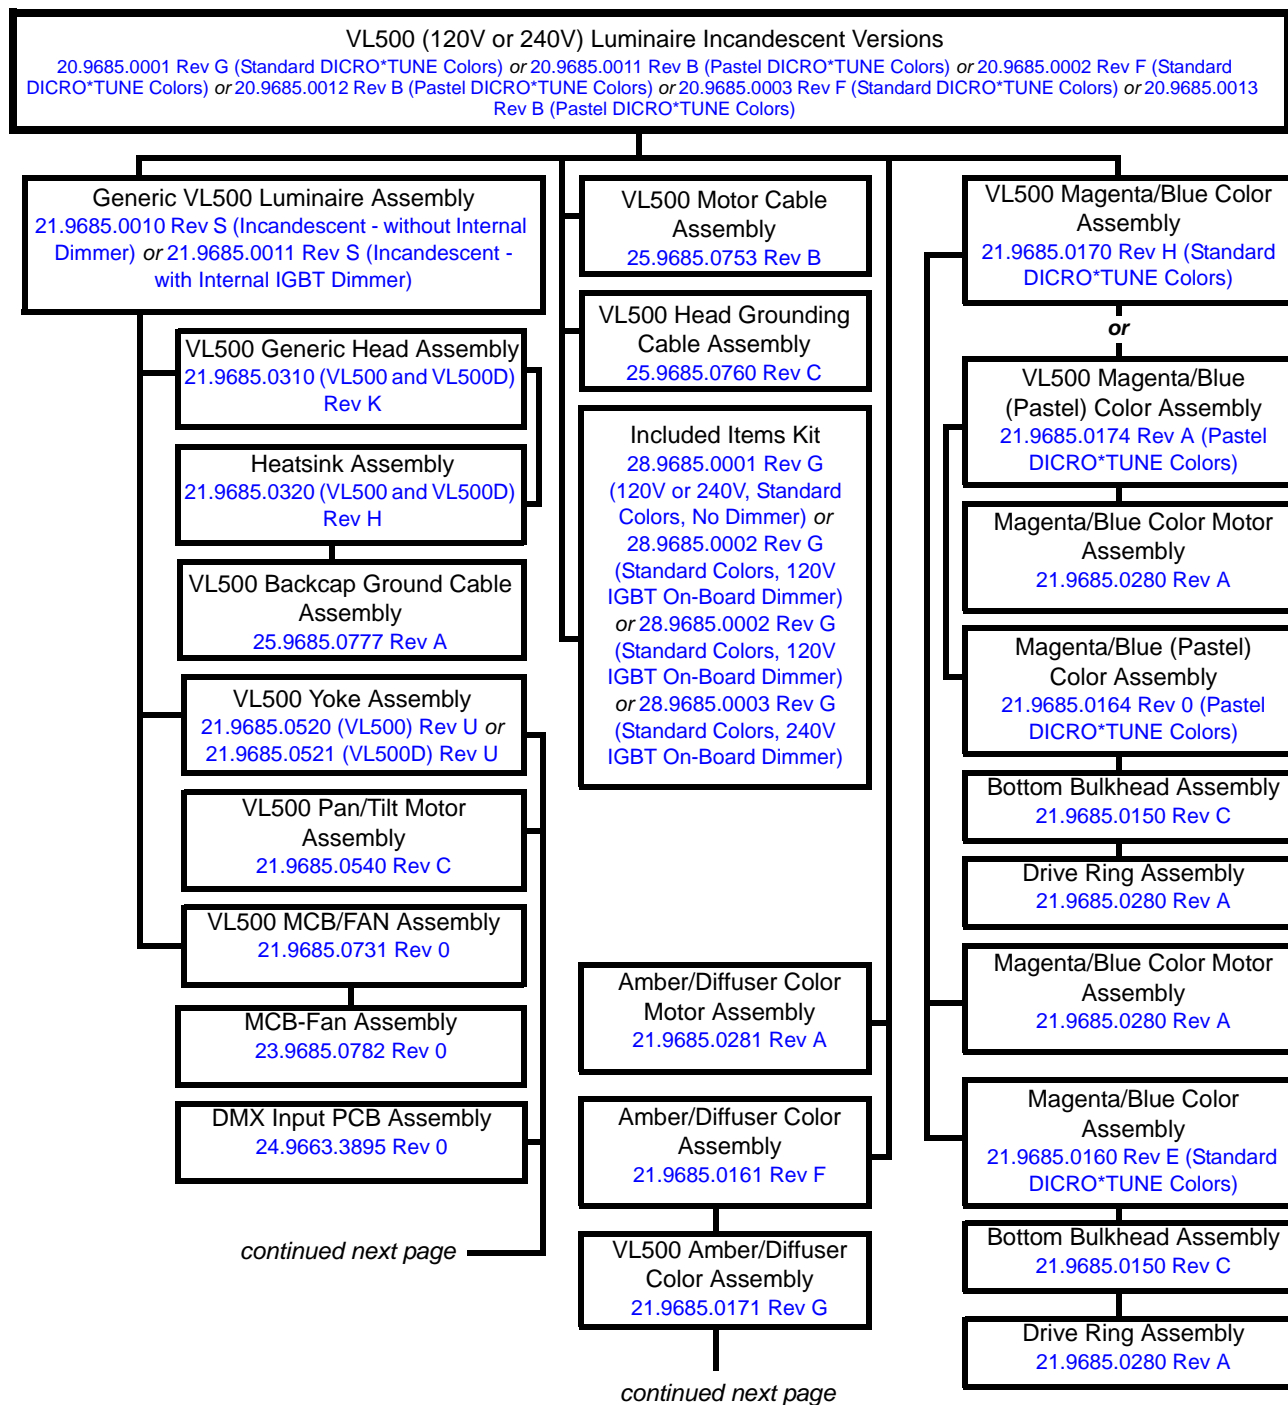 VL500 (120V or 240V) Luminaire Incandescent Versions
20.9685.0001 Rev G (Standard DICRO*TUNE Colors) or 20.9685.0011 Rev B (Pastel DICRO*TUNE Colors) or 20.9685.0002 Rev F (Standard
DICRO*TUNE Colors) or 20.9685.0012 Rev B (Pastel DICRO*TUNE Colors) or 20.9685.0003 Rev F (Standard DICRO*TUNE Colors) or 20.9685.0013
Rev B (Pastel DICRO*TUNE Colors)
Generic VL500 Luminaire Assembly
21.9685.0010 Rev S (Incandescent - without Internal
Dimmer) or 21.9685.0011 Rev S (Incandescent -
with Internal IGBT Dimmer)
VL500 Generic Head Assembly
21.9685.0310 (VL500 and VL500D)
Rev K
Heatsink Assembly
21.9685.0320 (VL500 and VL500D)
Rev H
VL500 Backcap Ground Cable
Assembly
25.9685.0777 Rev A
VL500 Yoke Assembly
21.9685.0520 (VL500) Rev U or
21.9685.0521 (VL500D) Rev U
VL500 Pan/Tilt Motor
Assembly
21.9685.0540 Rev C
VL500 MCB/FAN Assembly
21.9685.0731 Rev 0
MCB-Fan Assembly
23.9685.0782 Rev 0
DMX Input PCB Assembly
24.9663.3895 Rev 0
continued next page
VL500 Motor Cable
Assembly
25.9685.0753 Rev B
VL500 Head Grounding
Cable Assembly
25.9685.0760 Rev C
Included Items Kit
28.9685.0001 Rev G
(120V or 240V, Standard
Colors, No Dimmer) or
28.9685.0002 Rev G
(Standard Colors, 120V
IGBT On-Board Dimmer)
or 28.9685.0002 Rev G
(Standard Colors, 120V
IGBT On-Board Dimmer)
or 28.9685.0003 Rev G
(Standard Colors, 240V
IGBT On-Board Dimmer)
Amber/Diffuser Color
Motor Assembly
21.9685.0281 Rev A
Amber/Diffuser Color
Assembly
21.9685.0161 Rev F
VL500 Amber/Diffuser
Color Assembly
21.9685.0171 Rev G
continued next page
VL500 Magenta/Blue Color
Assembly
21.9685.0170 Rev H (Standard
DICRO*TUNE Colors)
or
VL500 Magenta/Blue
(Pastel) Color Assembly
21.9685.0174 Rev A (Pastel
DICRO*TUNE Colors)
Magenta/Blue Color Motor
Assembly
21.9685.0280 Rev A
Magenta/Blue (Pastel)
Color Assembly
21.9685.0164 Rev 0 (Pastel
DICRO*TUNE Colors)
Bottom Bulkhead Assembly
21.9685.0150 Rev C
Drive Ring Assembly
21.9685.0280 Rev A
Magenta/Blue Color Motor
Assembly
21.9685.0280 Rev A
Magenta/Blue Color
Assembly
21.9685.0160 Rev E (Standard
DICRO*TUNE Colors)
Bottom Bulkhead Assembly
21.9685.0150 Rev C
Drive Ring Assembly
21.9685.0280 Rev A